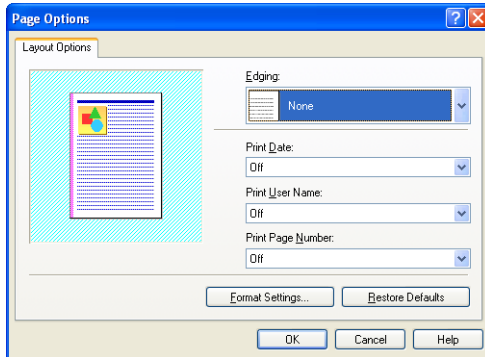 Page Options
Layout Options
Edging:
None
Print Date:
Off
Print User Name:
Off
Print Page Number:
Off
Format Settings...
Restore Defaults
OK
Cancel
Help